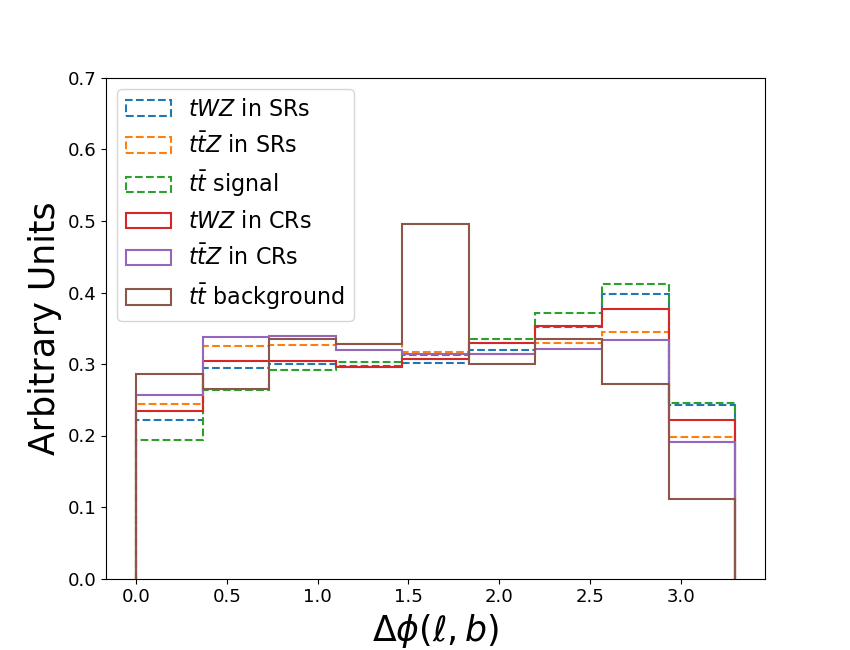 0.7
0.6
0.5
0.4
0.3
0.2
0.1
0.0
Arbitrary Units
tWZ in SRs
tt̄Z in SRs
tt̄ signal
tWZ in CRs
tt̄Z in CRs
tt̄ background
0.0 0.5 1.0 1.5 2.0 2.5 3.0
Δϕ(ℓ, b)